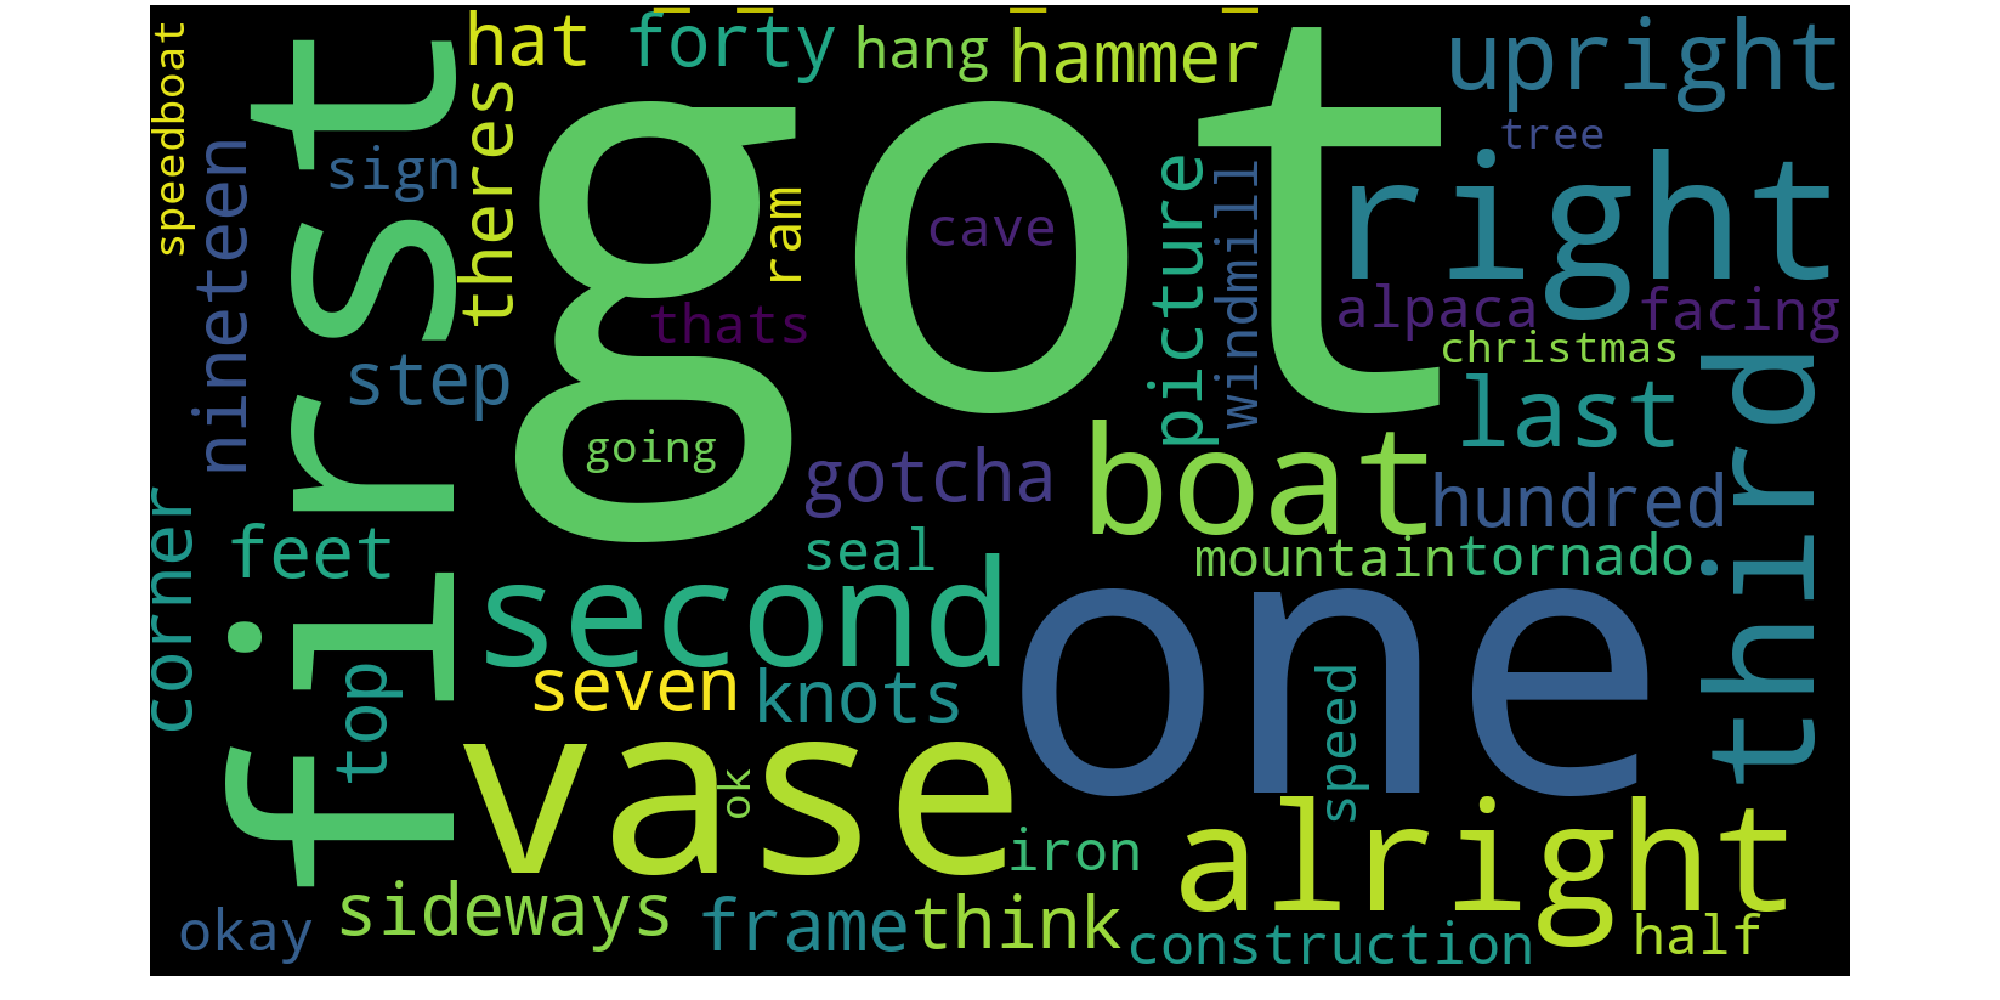 speedboat
hat
forty
hang
hammer
upright
first
got
theres
sign
ram
cave
picture
windmill
tree
right
nineteen
thats
alpaca
facing
christmas
step
going
gotcha
boat
last
hundred
third
corner
feet
seal
mountain
tornado
second
one
seven
knots
top
speed
vase
ok
iron
alright
okay
sideways
frame
think
construction
half